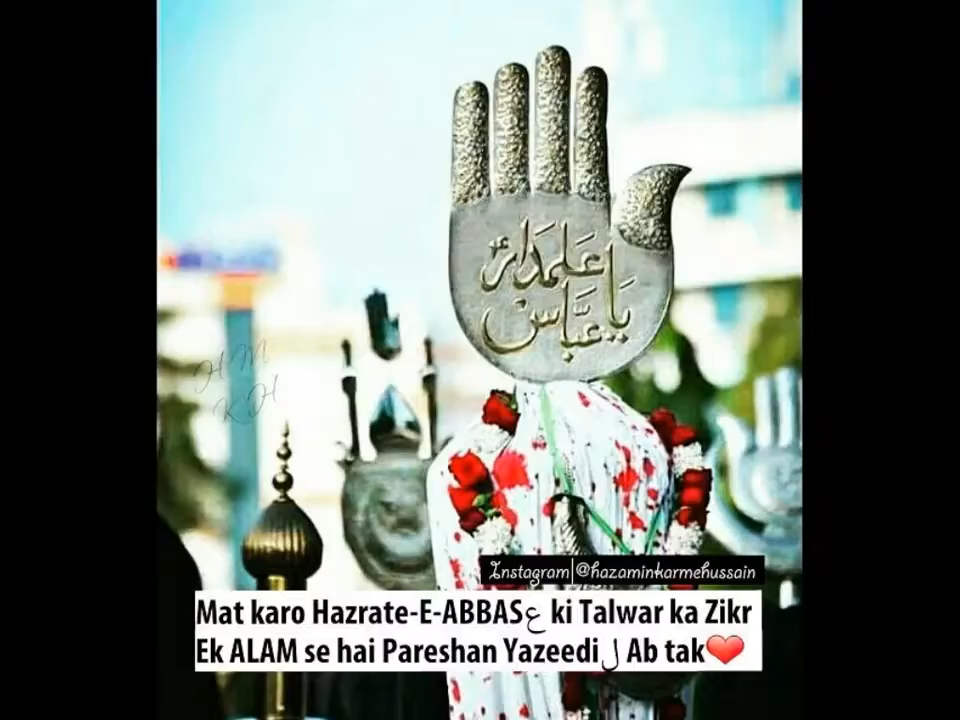 یا علمدار
عباس
H M
K H
Instagram|@hazaminkarmehussain
Mat karo Hazrate-E-ABBASع ki Talwar ka Zikr
Ek ALAM se hai Pareshan Yazeediل Ab tak❤️